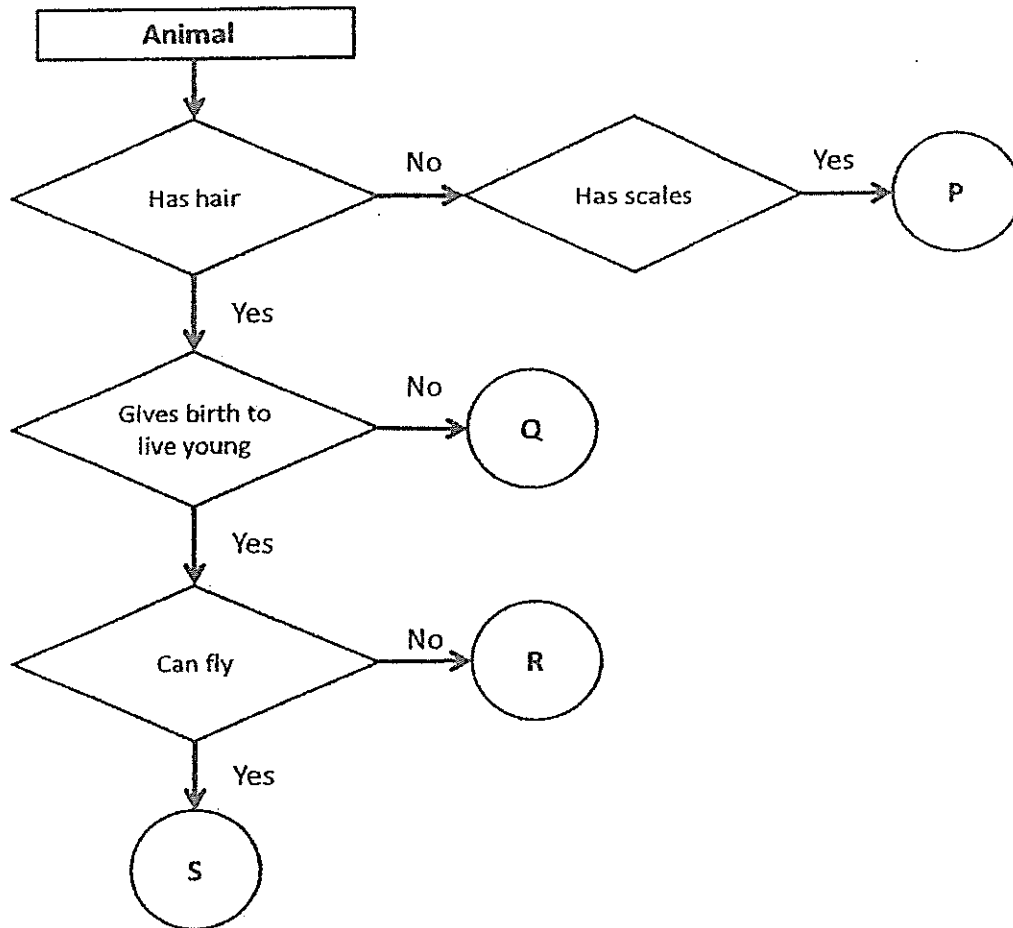 Animal
Has hair
No
Has scales
Yes
P
Yes
Gives birth to
live young
No
Q
Yes
Can fly
No
R
Yes
S